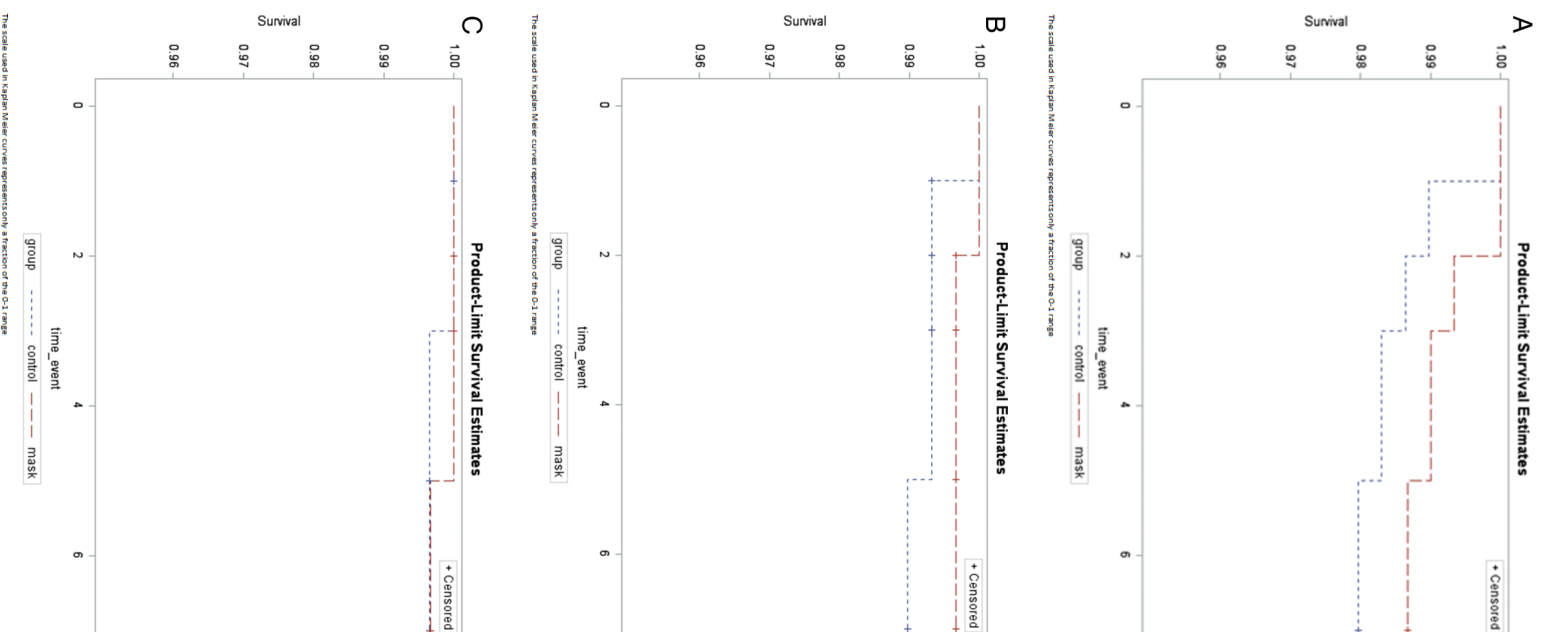 A
Product-Limit Survival Estimates
+ Censored
1.00
0.99
0.98
0.97
0.96
Survival
0
2
4
6
time_event
group control mask
The scale used in Kaplan Meier curves represents only a fraction of the 0-1 range
B
Product-Limit Survival Estimates
+ Censored
1.00
0.99
0.98
0.97
0.96
Survival
0
2
4
6
time_event
group control mask
The scale used in Kaplan Meier curves represents only a fraction of the 0-1 range
C
Product-Limit Survival Estimates
+ Censored
1.00
0.99
0.98
0.97
0.96
Survival
0
2
4
6
time_event
group control mask
The scale used in Kaplan Meier curves represents only a fraction of the 0-1 range